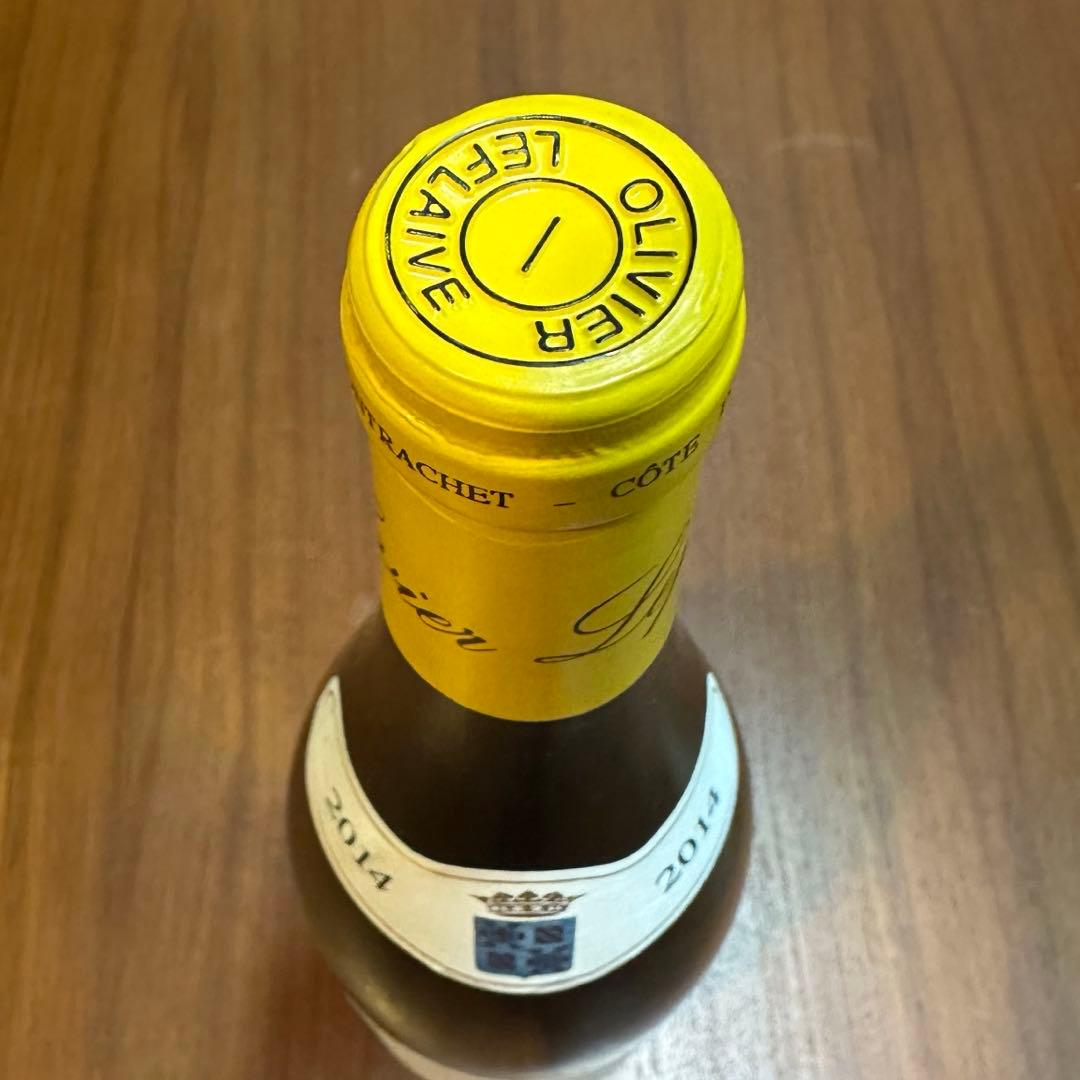 OLIVIER LEFLAIVE
TRACHET - CÔTE
2014 2014